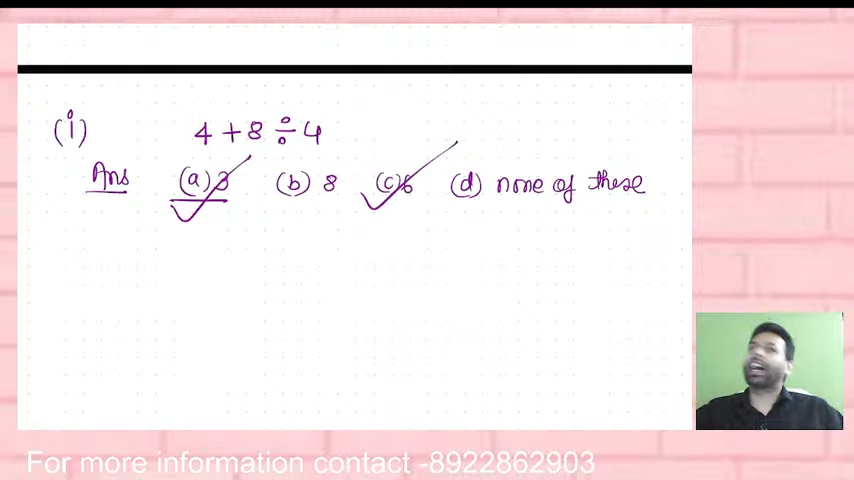 (i) 4 + 8 ÷ 4
Ans (a) 3 (b) 8 (c) 6 (d) none of these
For more information contact -8922862903